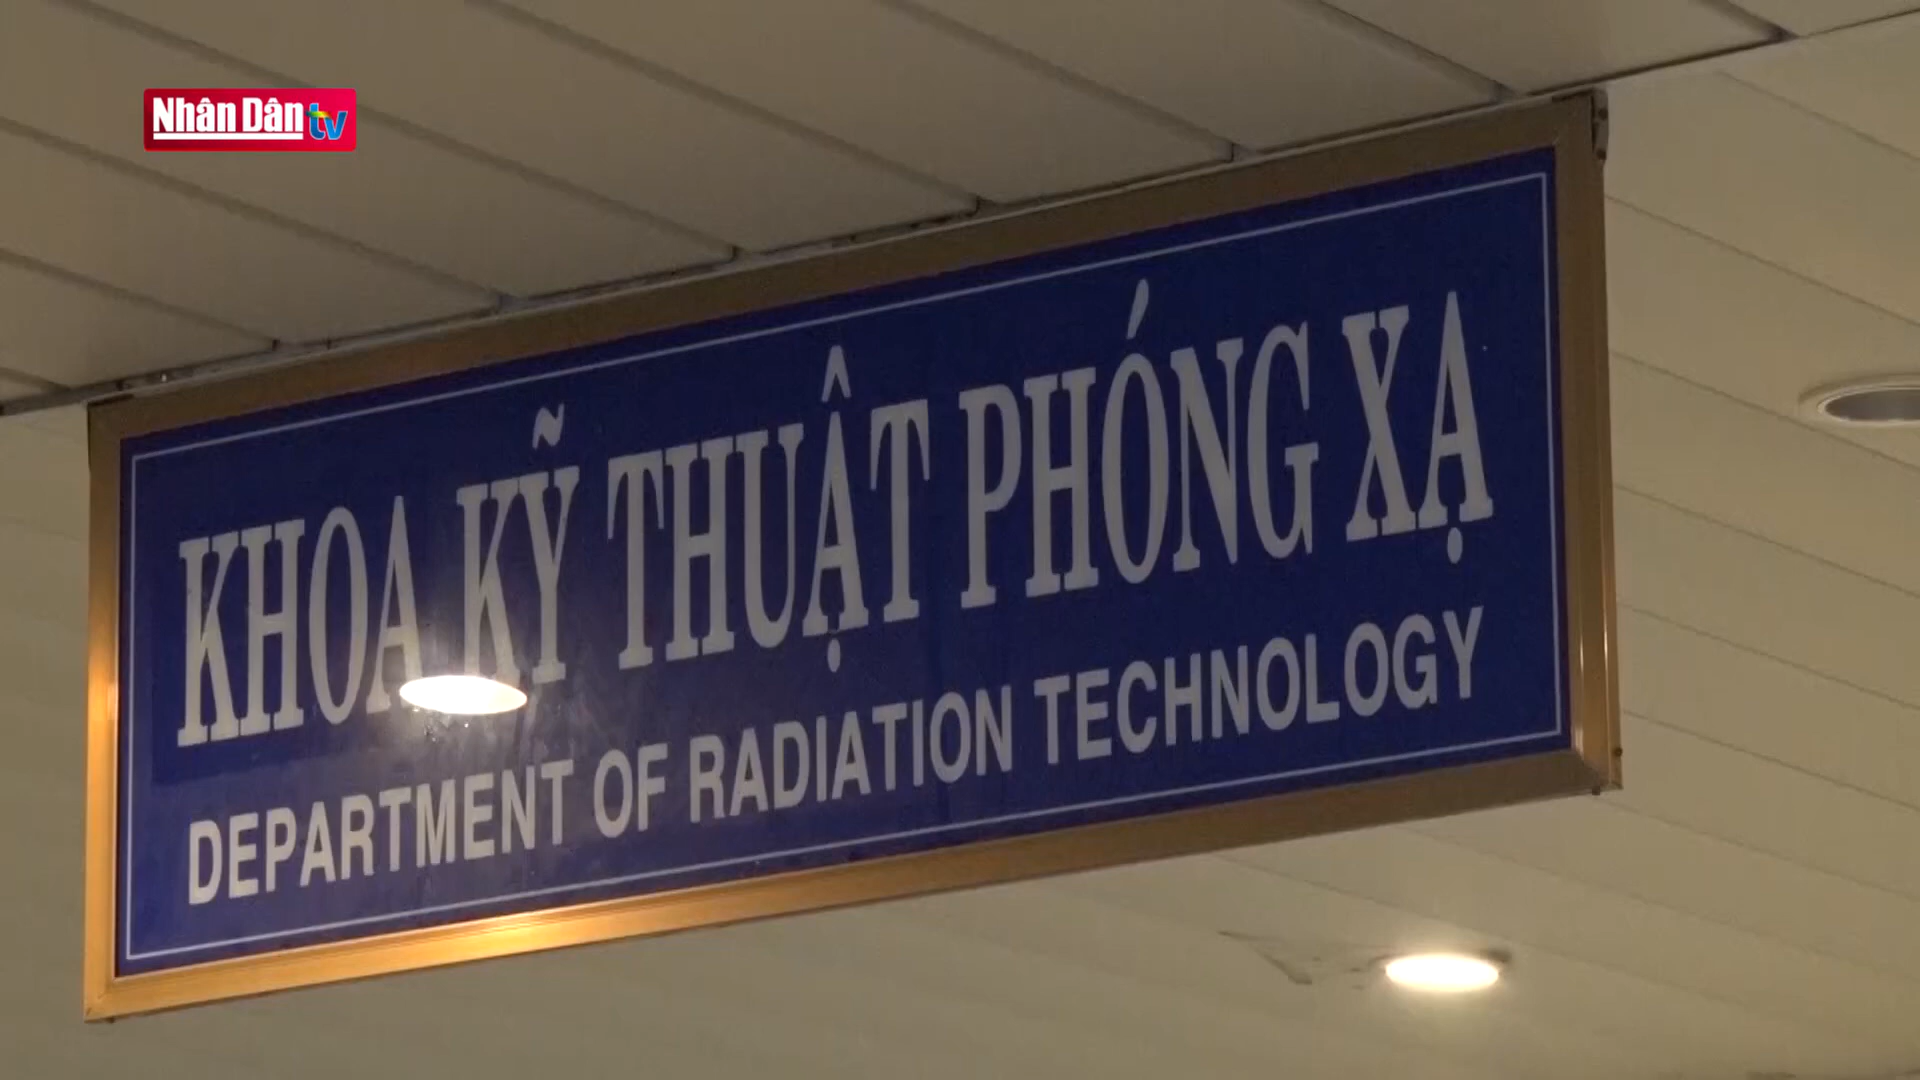 Nhân Dân tv
KHOA KỸ THUẬT PHÓNG XẠ
DEPARTMENT OF RADIATION TECHNOLOGY